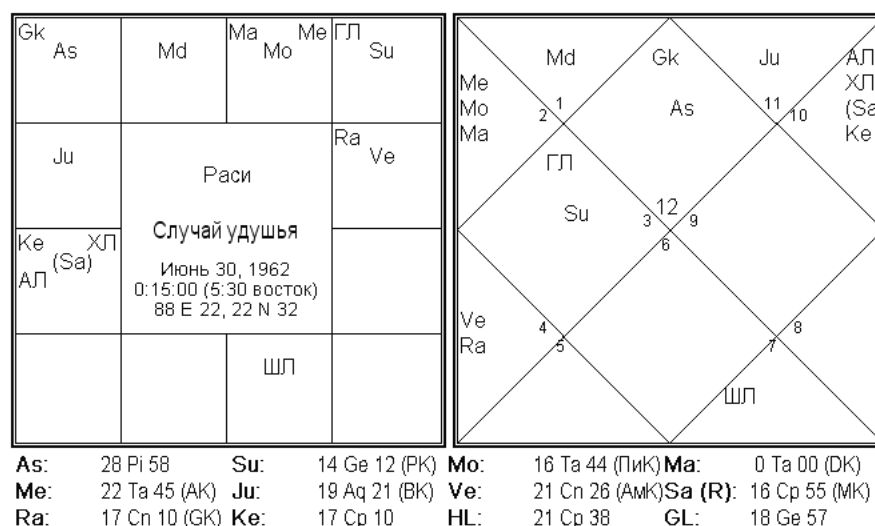 Gk
As
Md
Ma Me
Mo
ГЛ
Su
Ju
Раси
Случай удушья
Июнь 30, 1962
0:15:00 (5:30 восток)
88 E 22, 22 N 32
Ra
Ve
Ke ХЛ
(Sa)
АЛ
ШЛ
Md Gk Ju АЛ
Me ХЛ
Mo As (Sa
Ma Ke
1 2 11 10
ГЛ
Su
3 12 9
6
Ve
Ra
4 5 7 8
ШЛ
As: 28 Pi 58 Su: 14 Ge 12 (PK) Mo: 16 Ta 44 (ПиК) Ma: 0 Ta 00 (DK)
Me: 22 Ta 45 (AK) Ju: 19 Aq 21 (BK) Ve: 21 Cn 26 (АмК) Sa (R): 16 Cp 55 (MK)
Ra: 17 Cn 10 (GK) Ke: 17 Cp 10 HL: 21 Cp 38 GL: 18 Ge 57